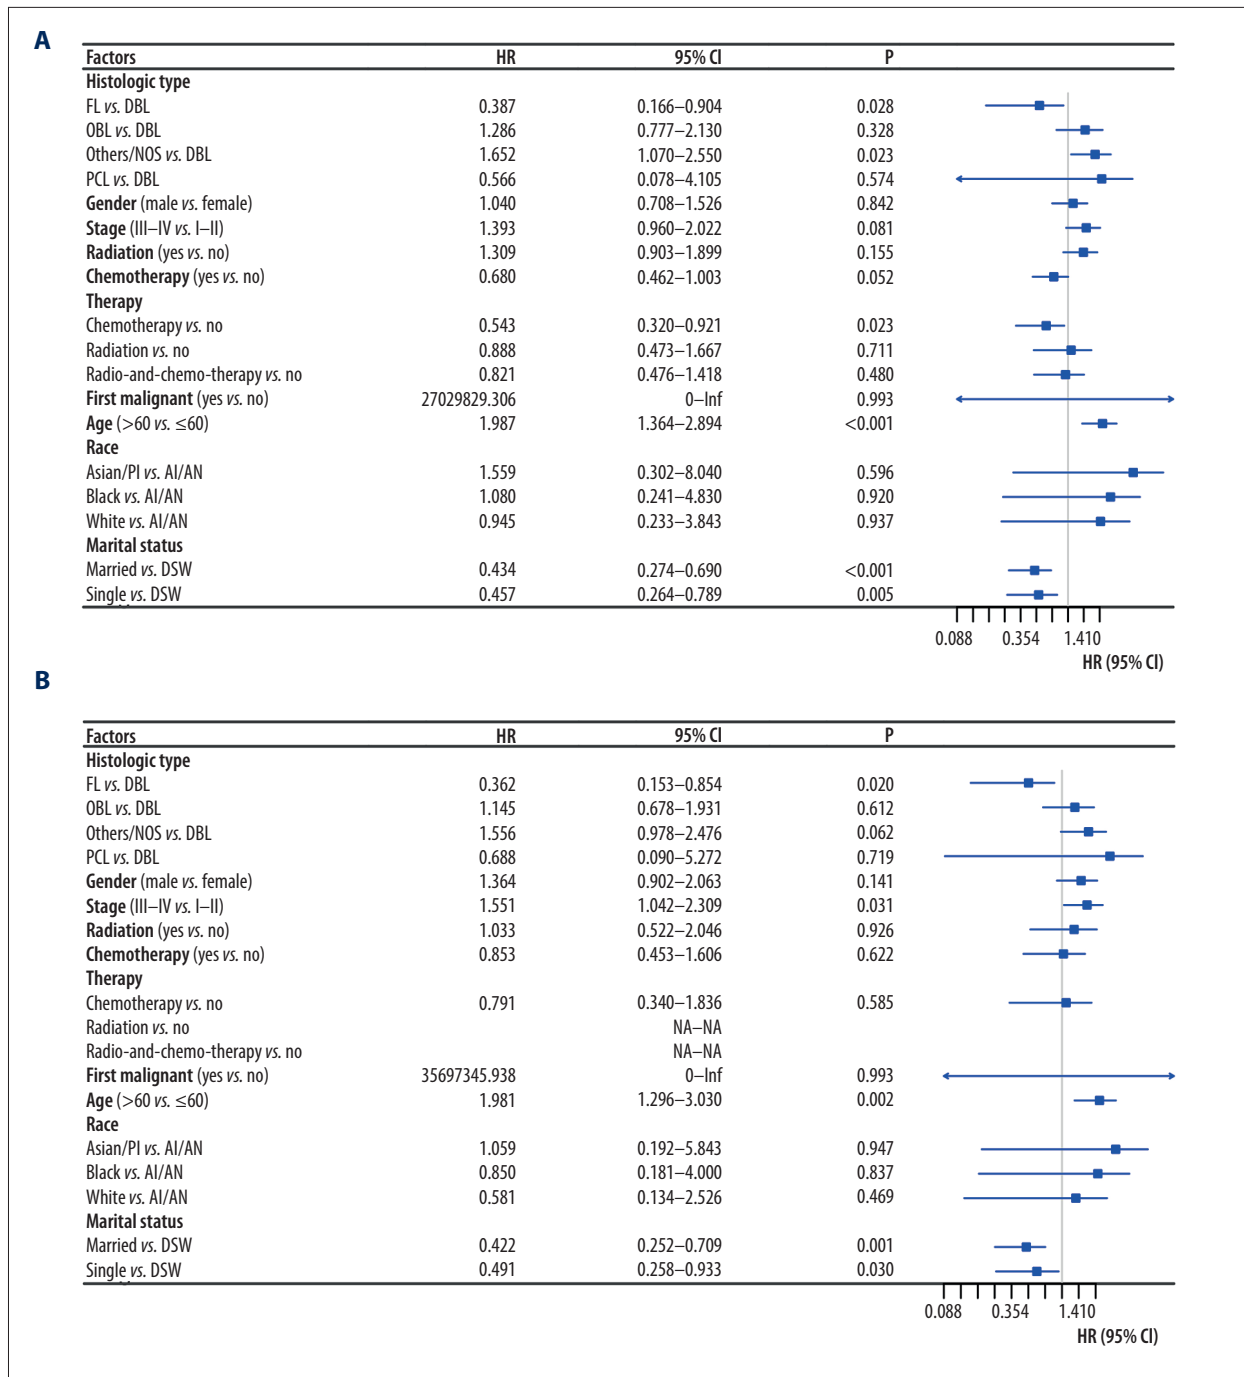 A
Factors HR 95% CI P
Histologic type
FL vs. DBL 0.387 0.166–0.904 0.028
OBL vs. DBL 1.286 0.777–2.130 0.328
Others/NOS vs. DBL 1.652 1.070–2.550 0.023
PCL vs. DBL 0.566 0.078–4.105 0.574
Gender (male vs. female) 1.040 0.708–1.526 0.842
Stage (III–IV vs. I–II) 1.393 0.960–2.022 0.081
Radiation (yes vs. no) 1.309 0.903–1.899 0.155
Chemotherapy (yes vs. no) 0.680 0.462–1.003 0.052
Therapy
Chemotherapy vs. no 0.543 0.320–0.921 0.023
Radiation vs. no 0.888 0.473–1.667 0.711
Radio-and-chemo-therapy vs. no 0.821 0.476–1.418 0.480
First malignant (yes vs. no) 27029829.306 0–Inf 0.993
Age (>60 vs. ≤60) 1.987 1.364–2.894 <0.001
Race
Asian/PI vs. AI/AN 1.559 0.302–8.040 0.596
Black vs. AI/AN 1.080 0.241–4.830 0.920
White vs. AI/AN 0.945 0.233–3.843 0.937
Marital status
Married vs. DSW 0.434 0.274–0.690 <0.001
Single vs. DSW 0.457 0.264–0.789 0.005
0.088 0.354 1.410
HR (95% CI)
B
Factors HR 95% CI P
Histologic type
FL vs. DBL 0.362 0.153–0.854 0.020
OBL vs. DBL 1.145 0.678–1.931 0.612
Others/NOS vs. DBL 1.556 0.978–2.476 0.062
PCL vs. DBL 0.688 0.090–5.272 0.719
Gender (male vs. female) 1.364 0.902–2.063 0.141
Stage (III–IV vs. I–II) 1.551 1.042–2.309 0.031
Radiation (yes vs. no) 1.033 0.522–2.046 0.926
Chemotherapy (yes vs. no) 0.853 0.453–1.606 0.622
Therapy
Chemotherapy vs. no 0.791 0.340–1.836 0.585
Radiation vs. no NA–NA
Radio-and-chemo-therapy vs. no NA–NA
First malignant (yes vs. no) 35697345.938 0–Inf 0.993
Age (>60 vs. ≤60) 1.981 1.296–3.030 0.002
Race
Asian/PI vs. AI/AN 1.059 0.192–5.843 0.947
Black vs. AI/AN 0.850 0.181–4.000 0.837
White vs. AI/AN 0.581 0.134–2.526 0.469
Marital status
Married vs. DSW 0.422 0.252–0.709 0.001
Single vs. DSW 0.491 0.258–0.933 0.030
0.088 0.354 1.410
HR (95% CI)